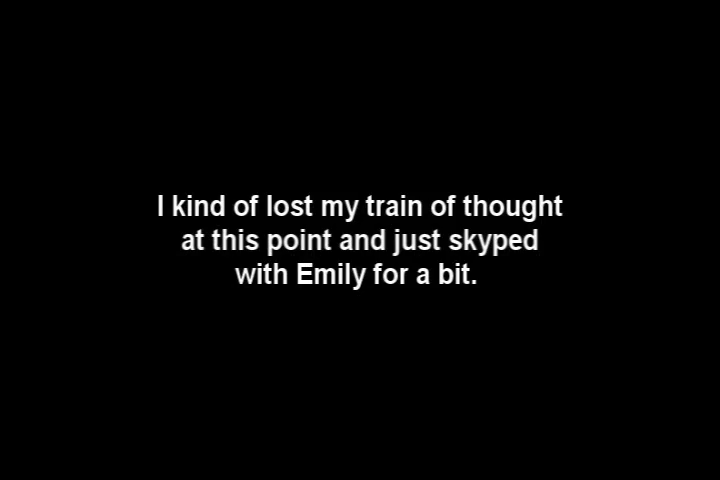 I kind of lost my train of thought
at this point and just skyped
with Emily for a bit.